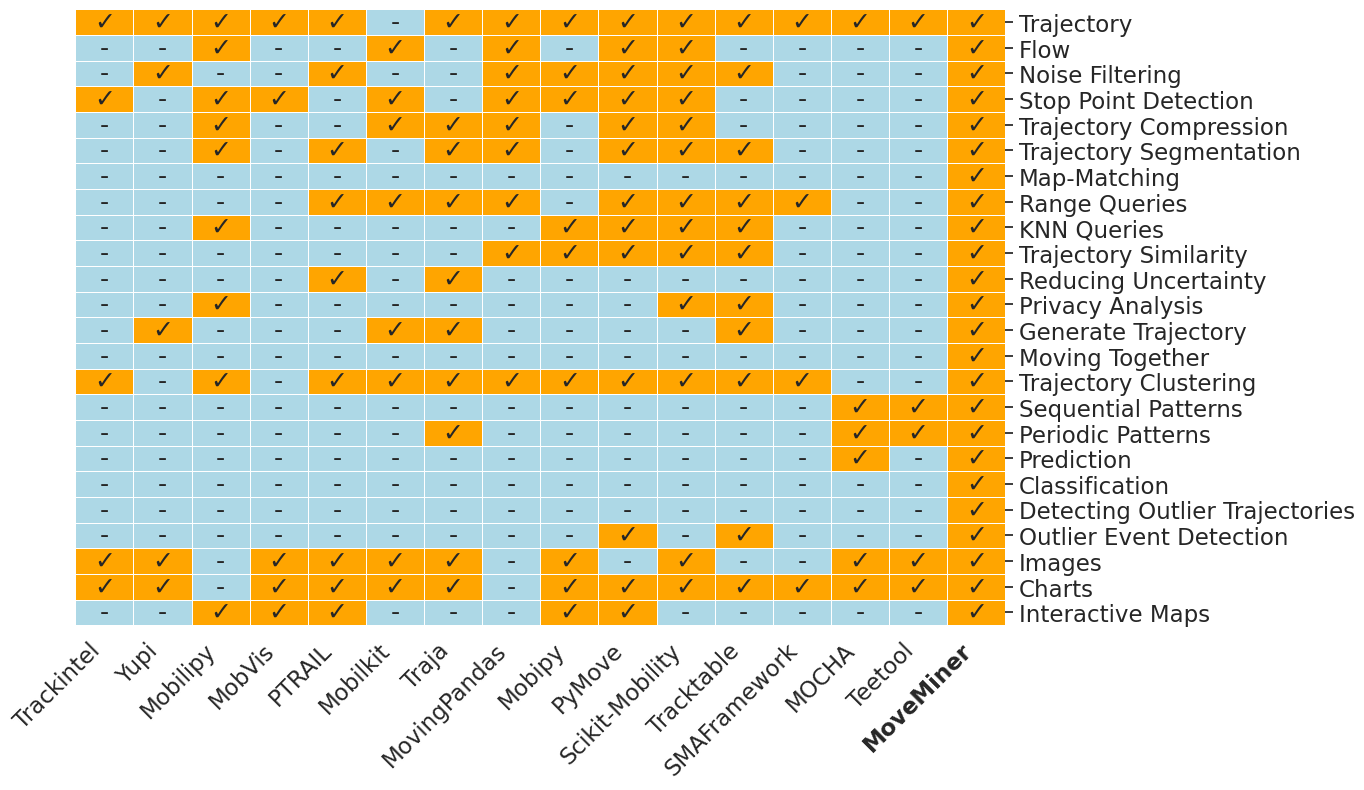 ✓ ✓ ✓ ✓ ✓ - ✓ ✓ ✓ ✓ ✓ ✓ ✓ ✓ ✓ ✓ Trajectory
- - ✓ - - ✓ - ✓ - ✓ ✓ - - - - ✓ Flow
- ✓ - - ✓ - - ✓ ✓ ✓ ✓ ✓ - - - ✓ Noise Filtering
✓ - ✓ ✓ - ✓ - ✓ ✓ ✓ ✓ - - - - ✓ Stop Point Detection
- - ✓ - - ✓ ✓ ✓ - ✓ ✓ - - - - ✓ Trajectory Compression
- - ✓ - ✓ - ✓ ✓ - ✓ ✓ ✓ - - - ✓ Trajectory Segmentation
- - - - - - - - - - - - - - - ✓ Map-Matching
- - - - ✓ ✓ ✓ ✓ - ✓ ✓ ✓ ✓ - - ✓ Range Queries
- - ✓ - - - - - ✓ ✓ ✓ ✓ - - - ✓ KNN Queries
- - - - - - - ✓ ✓ ✓ ✓ ✓ - - - ✓ Trajectory Similarity
- - - - ✓ - ✓ - - - - - - - - ✓ Reducing Uncertainty
- - ✓ - - - - - - - ✓ ✓ - - - ✓ Privacy Analysis
- ✓ - - - ✓ ✓ - - - - ✓ - - - ✓ Generate Trajectory
- - - - - - - - - - - - - - - ✓ Moving Together
✓ - ✓ - ✓ ✓ ✓ ✓ ✓ ✓ ✓ ✓ ✓ - - ✓ Trajectory Clustering
- - - - - - - - - - - - - ✓ ✓ ✓ Sequential Patterns
- - - - - - ✓ - - - - - - ✓ ✓ ✓ Periodic Patterns
- - - - - - - - - - - - - ✓ - ✓ Prediction
- - - - - - - - - - - - - - - ✓ Classification
- - - - - - - - - - - - - - - ✓ Detecting Outlier Trajectories
- - - - - - - - - ✓ - ✓ - - - ✓ Outlier Event Detection
✓ ✓ - ✓ ✓ ✓ ✓ - ✓ - ✓ - - ✓ ✓ ✓ Images
✓ ✓ - ✓ ✓ ✓ ✓ - ✓ ✓ ✓ ✓ ✓ ✓ ✓ ✓ Charts
- - ✓ ✓ ✓ - - - ✓ ✓ - - - - - ✓ Interactive Maps
Trackintel
Yupi
Mobilipy
MobVis
PTRAIL
Mobilkit
Traja
MovingPandas
Mobipy
PyMove
Scikit-Mobility
Tracktable
SMAFramework
MOCHA
Teetool
MoveMiner